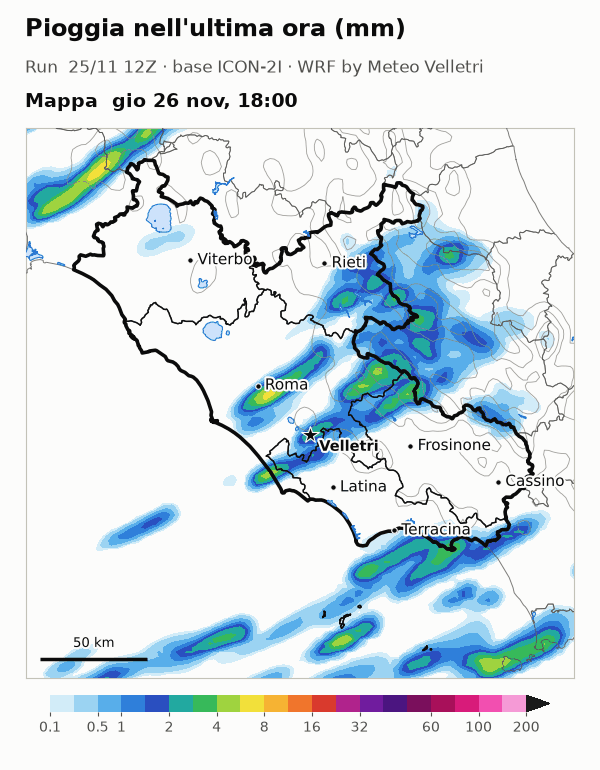 Pioggia nell'ultima ora (mm)
Run  25/11 12Z · base ICON-2I · WRF by Meteo Velletri
Mappa  gio 26 nov, 18:00
Viterbo
Rieti
Roma
Velletri
Frosinone
Latina
Cassino
Terracina
50 km
0.1 0.5 1 2 4 8 16 32 60 100 200